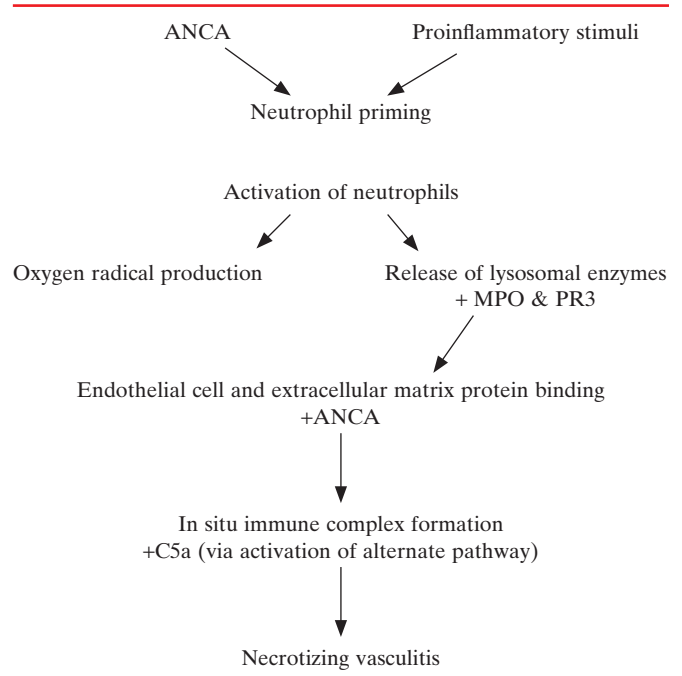 ANCA
Proinflammatory stimuli
Neutrophil priming
Activation of neutrophils
Oxygen radical production
Release of lysosomal enzymes
+ MPO & PR3
Endothelial cell and extracellular matrix protein binding
+ANCA
In situ immune complex formation
+C5a (via activation of alternate pathway)
Necrotizing vasculitis